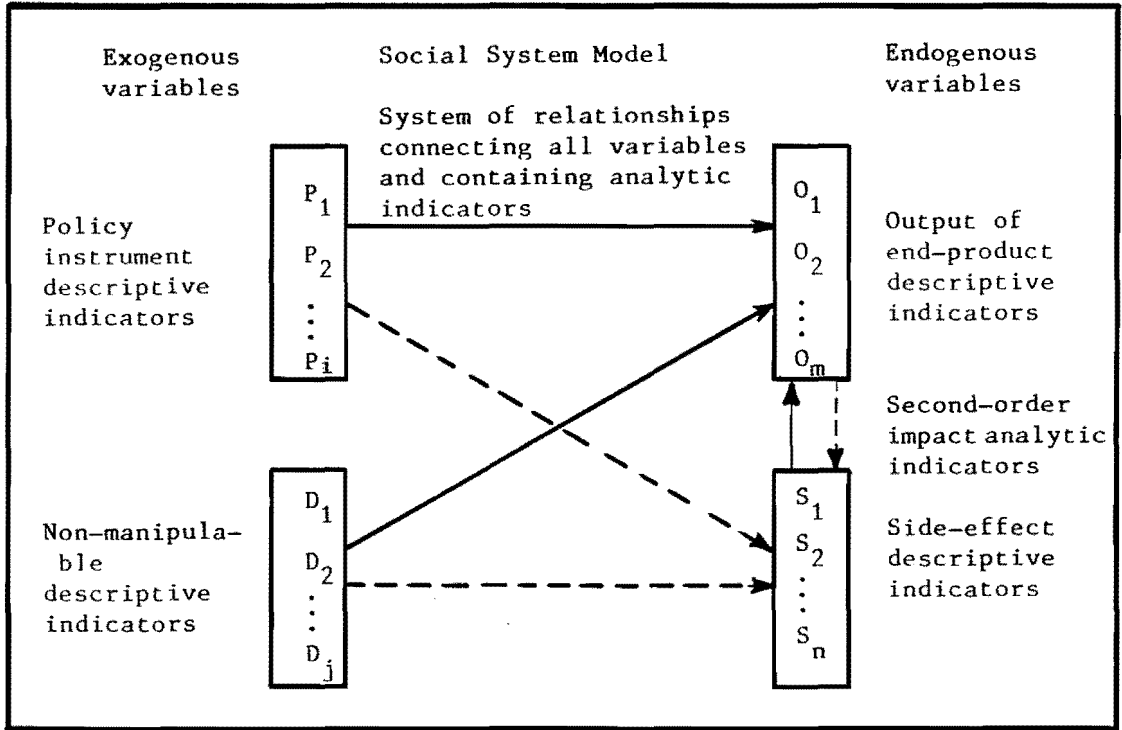 Exogenous
variables
Social System Model
System of relationships
connecting all variables
and containing analytic
indicators
Endogenous
variables
Policy
instrument
descriptive
indicators
P1
P2
Pi
O1
O2
Om
Output of
end-product
descriptive
indicators
Second-order
impact analytic
indicators
Non-manipula-
ble
descriptive
indicators
D1
D2
Dj
S1
S2
Sn
Side-effect
descriptive
indicators